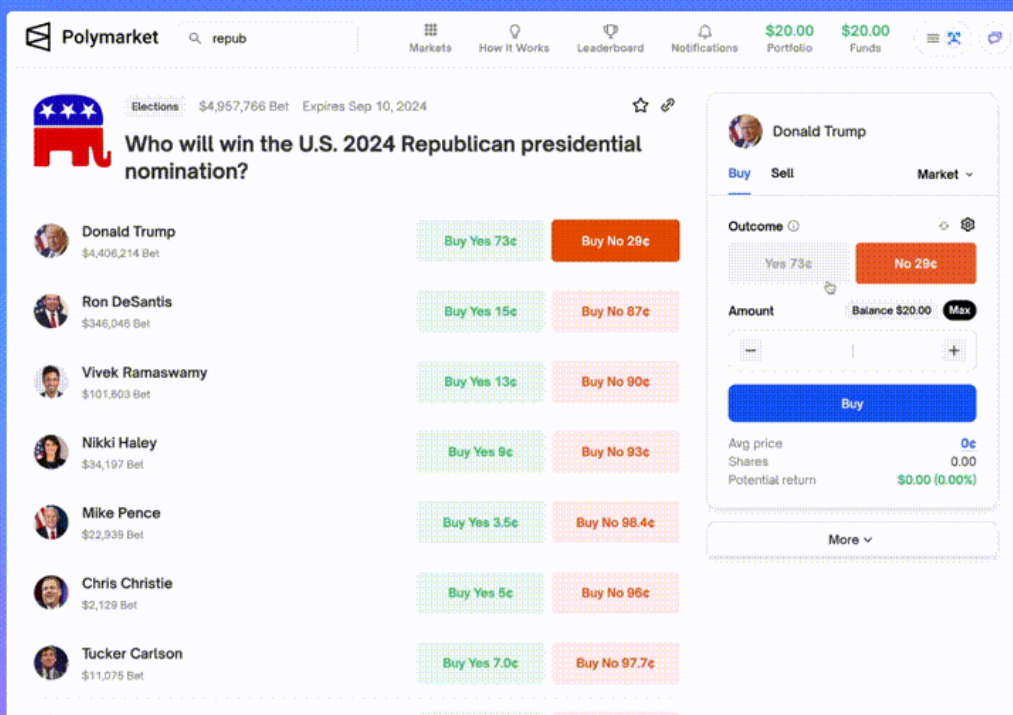 Polymarket
repub
Markets
How It Works
Leaderboard
Notifications
$20.00
Portfolio
$20.00
Funds
Elections $4,957,766 Bet Expires Sep 10, 2024
Who will win the U.S. 2024 Republican presidential
nomination?
Donald Trump
$4,406,214 Bet
Buy Yes 73¢
Buy No 29¢
Ron DeSantis
$346,046 Bet
Buy Yes 15¢
Buy No 87¢
Vivek Ramaswamy
$101,603 Bet
Buy Yes 13¢
Buy No 90¢
Nikki Haley
$34,197 Bet
Buy Yes 9¢
Buy No 93¢
Mike Pence
$22,939 Bet
Buy Yes 3.5¢
Buy No 98.4¢
Chris Christie
$2,129 Bet
Buy Yes 5¢
Buy No 96¢
Tucker Carlson
$11,075 Bet
Buy Yes 7.0¢
Buy No 97.7¢
Donald Trump
Buy Sell Market
Outcome
Yes 73¢ No 29¢
Amount Balance $20.00 Max
− +
Buy
Avg price 0¢
Shares 0.00
Potential return $0.00 (0.00%)
More